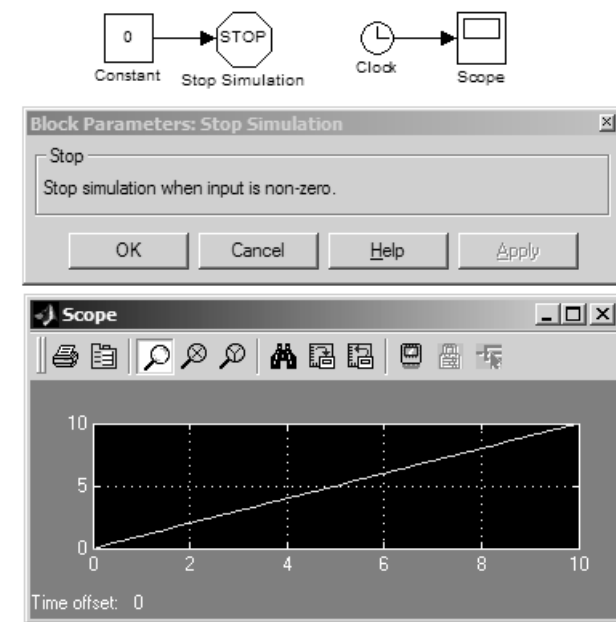 0
STOP
Constant
Stop Simulation
Clock
Scope
Block Parameters: Stop Simulation
Stop
Stop simulation when input is non-zero.
OK
Cancel
Help
Apply
Scope
10
5
0
0
2
4
6
8
10
Time offset: 0